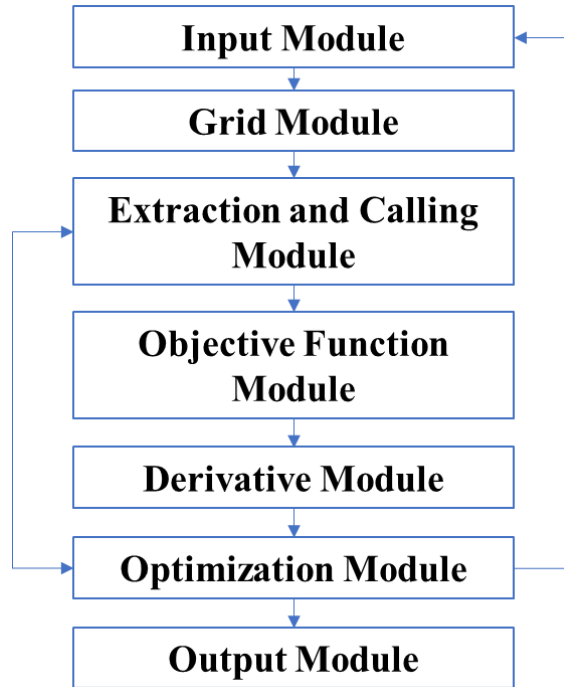 Input Module
Grid Module
Extraction and Calling
Module
Objective Function
Module
Derivative Module
Optimization Module
Output Module